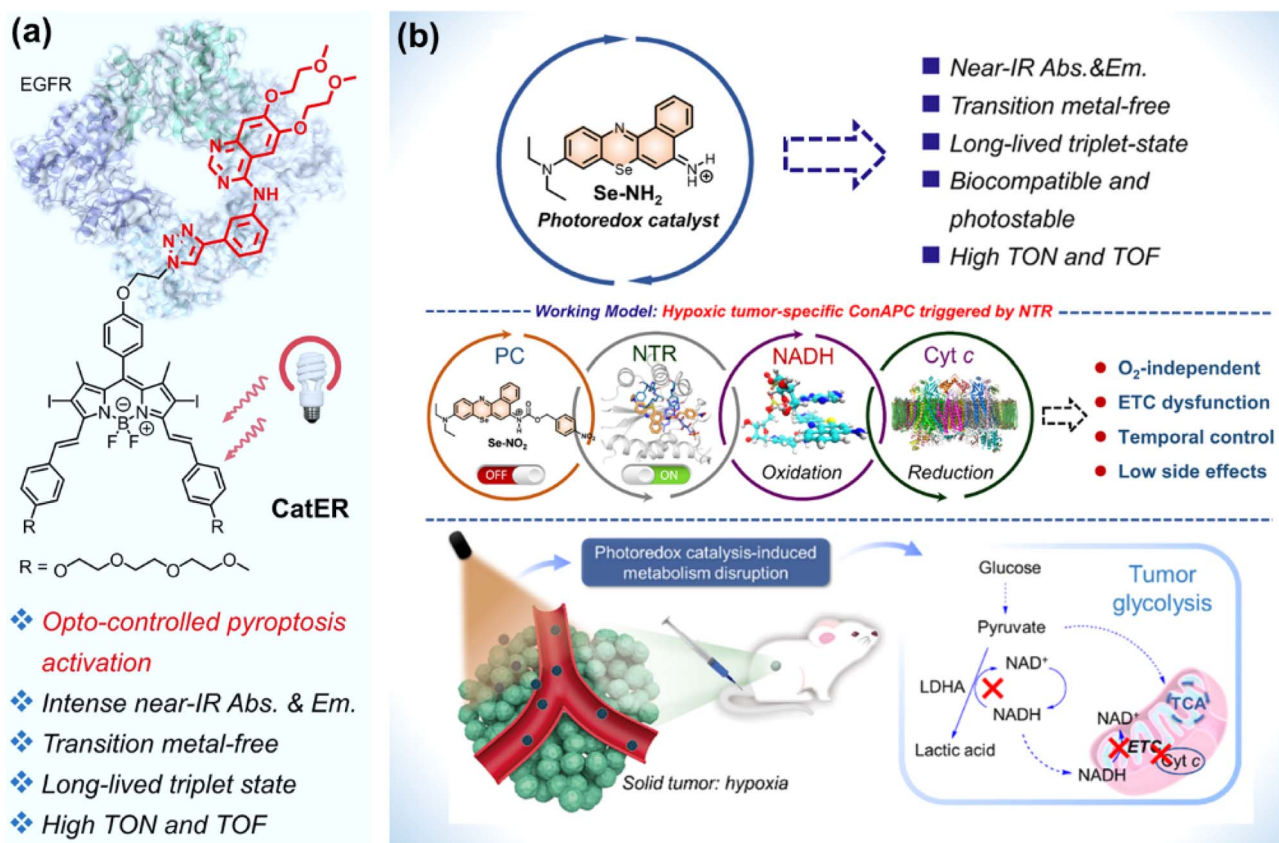 (a)
EGFR
O
O
O
O
N
N
NH
N
N
N
O
I
I
N
N
B
⊖
⊕
F
F
R
R
CatER
R = O
O
O
O
Opto-controlled pyroptosis
activation
Intense near-IR Abs. & Em.
Transition metal-free
Long-lived triplet state
High TON and TOF
(b)
N
N
Se
N
H
H
⊕
Se-NH₂
Photoredox catalyst
Near-IR Abs.&Em.
Transition metal-free
Long-lived triplet-state
Biocompatible and
photostable
High TON and TOF
Working Model: Hypoxic tumor-specific ConAPC triggered by NTR
PC
NTR
NADH
Cyt c
Se-NO₂
OFF
ON
Oxidation
Reduction
O₂-independent
ETC dysfunction
Temporal control
Low side effects
Photoredox catalysis-induced
metabolism disruption
Solid tumor: hypoxia
Tumor
glycolysis
Glucose
Pyruvate
LDHA
NAD⁺
NADH
Lactic acid
TCA
NAD⁺
ETC
Cyt c
NADH